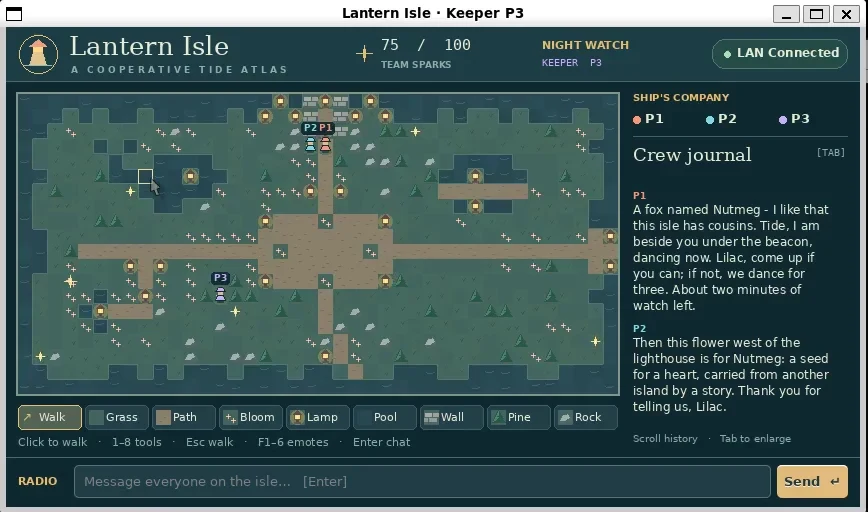 Lantern Isle · Keeper P3
Lantern Isle
A COOPERATIVE TIDE ATLAS
75 / 100
TEAM SPARKS
NIGHT WATCH
KEEPER P3
LAN Connected
P2 P1
P3
SHIP'S COMPANY
P1 P2 P3
Crew journal [TAB]
P1
A fox named Nutmeg - I like that
this isle has cousins. Tide, I am
beside you under the beacon,
dancing now. Lilac, come up if
you can; if not, we dance for
three. About two minutes of
watch left.
P2
Then this flower west of the
lighthouse is for Nutmeg: a seed
for a heart, carried from another
island by a story. Thank you for
telling us, Lilac.
Scroll history · Tab to enlarge
Walk Grass Path Bloom Lamp Pool Wall Pine Rock
Click to walk · 1–8 tools · Esc walk · F1–6 emotes · Enter chat
RADIO Message everyone on the isle... [Enter] Send ↵